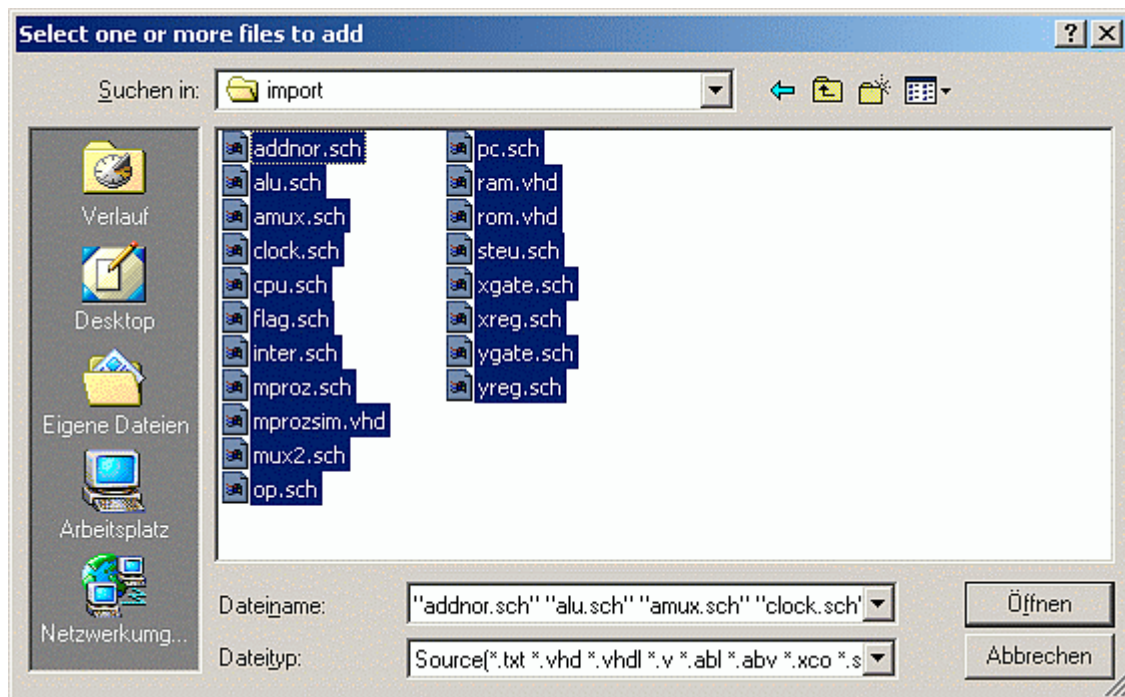 Select one or more files to add
Suchen in:
import
Verlauf
Desktop
Eigene Dateien
Arbeitsplatz
Netzwerkumg...
addnor.sch
alu.sch
amux.sch
clock.sch
cpu.sch
flag.sch
inter.sch
mproz.sch
mprozsim.vhd
mux2.sch
op.sch
pc.sch
ram.vhd
rom.vhd
steu.sch
xgate.sch
xreg.sch
ygate.sch
yreg.sch
Dateiname:
"addnor.sch" "alu.sch" "amux.sch" "clock.sch"
Öffnen
Dateityp:
Source(*.txt *.vhd *.vhdl *.v *.abl *.abv *.xco *.s
Abbrechen